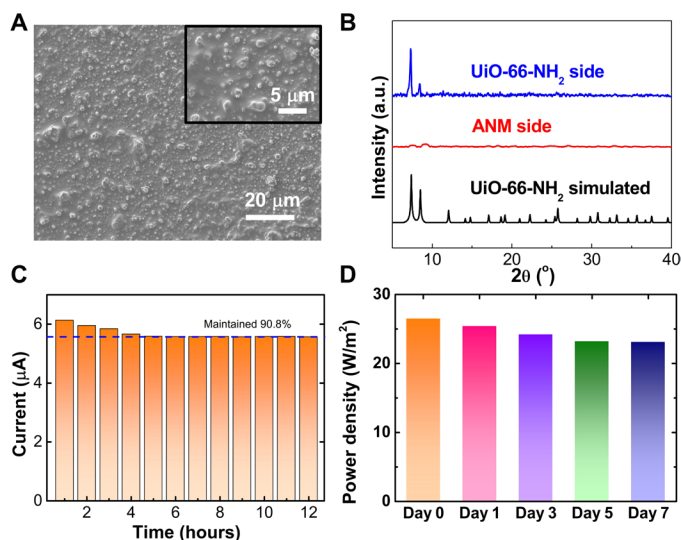 A
5 μm
20 μm
B
Intensity (a.u.)
UiO-66-NH₂ side
ANM side
UiO-66-NH₂ simulated
10 20 30 40
2θ (°)
C
Current (μA)
6
4
2
0
Maintained 90.8%
2 4 6 8 10 12
Time (hours)
D
Power density (W/m²)
30
20
10
0
Day 0 Day 1 Day 3 Day 5 Day 7